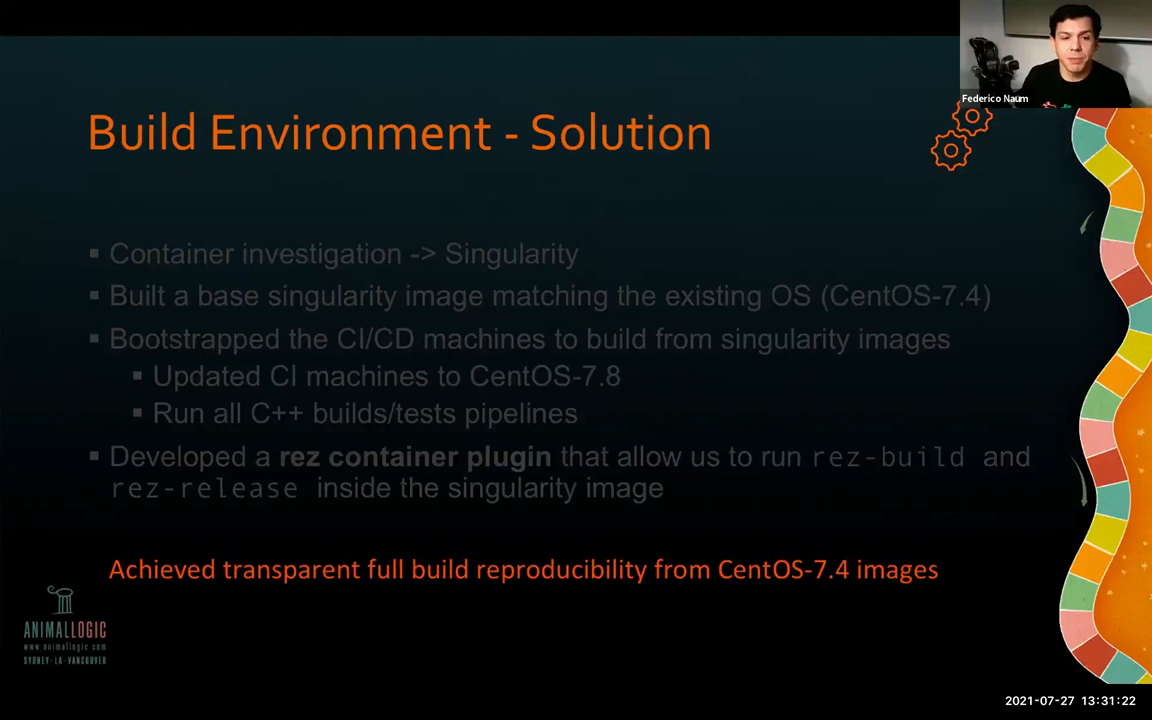 Federico Naum
Build Environment - Solution
▪ Container investigation -> Singularity
▪ Built a base singularity image matching the existing OS (CentOS-7.4)
▪ Bootstrapped the CI/CD machines to build from singularity images
▪ Updated CI machines to CentOS-7.8
▪ Run all C++ builds/tests pipelines
▪ Developed a rez container plugin that allow us to run rez-build and
rez-release inside the singularity image
Achieved transparent full build reproducibility from CentOS-7.4 images
ANIMALLOGIC
www.animallogic.com
SYDNEY·LA·VANCOUVER
2021-07-27 13:31:22